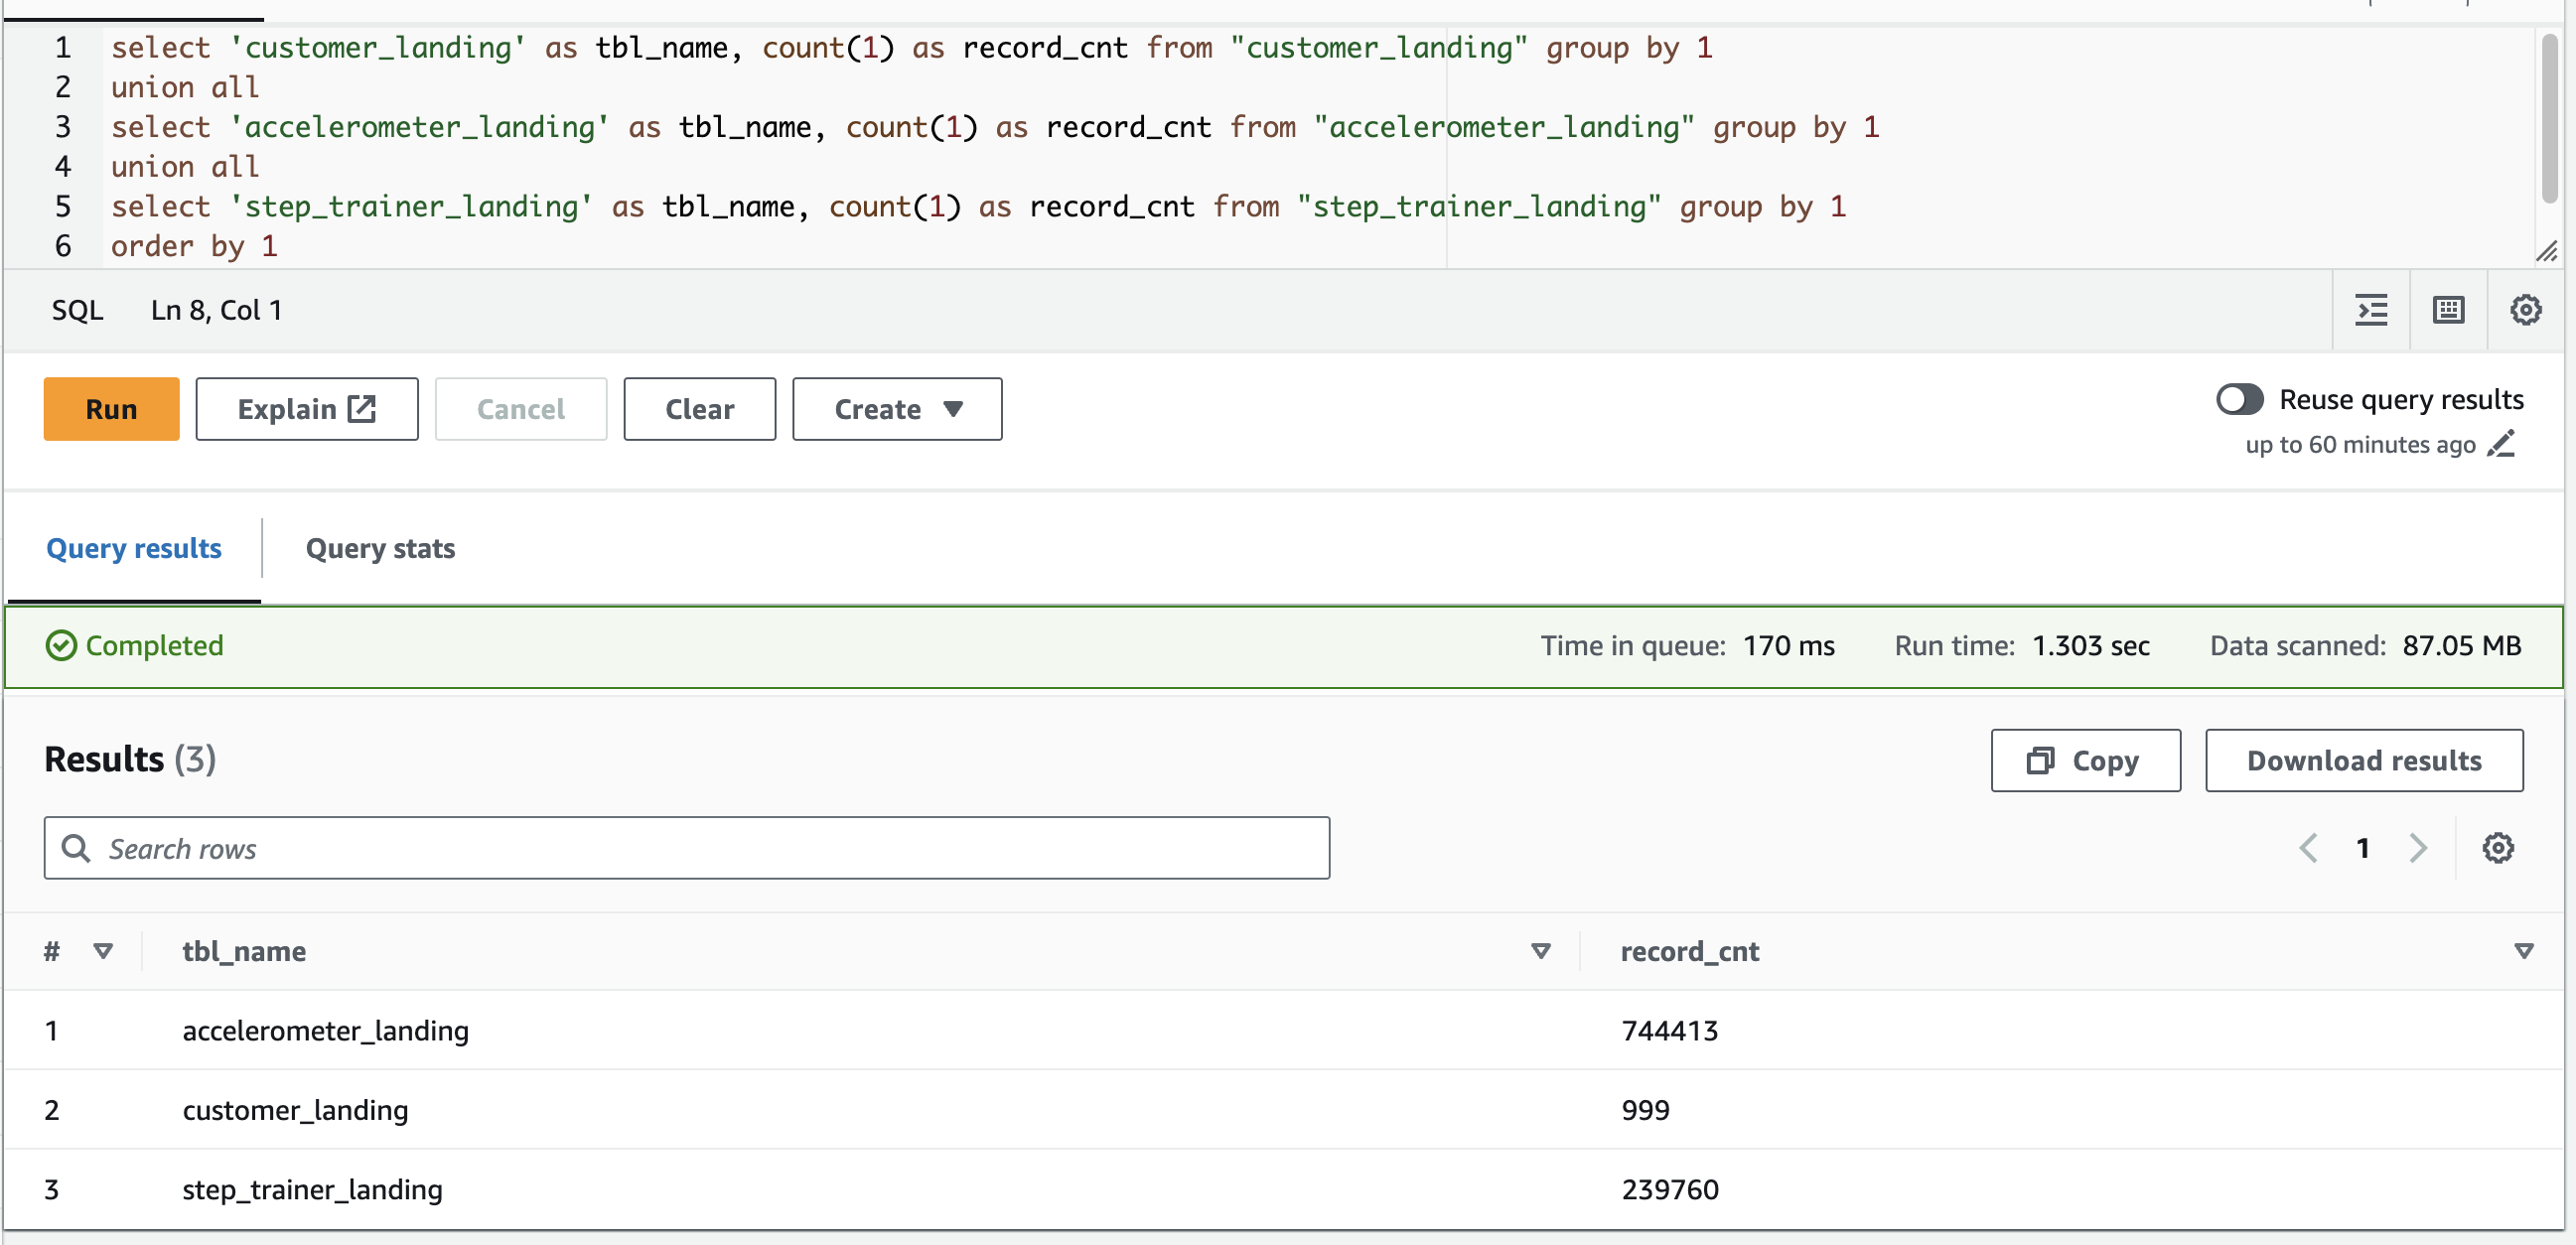 1 select 'customer_landing' as tbl_name, count(1) as record_cnt from "customer_landing" group by 1
2 union all
3 select 'accelerometer_landing' as tbl_name, count(1) as record_cnt from "accelerometer_landing" group by 1
4 union all
5 select 'step_trainer_landing' as tbl_name, count(1) as record_cnt from "step_trainer_landing" group by 1
6 order by 1
SQL Ln 8, Col 1
Run Explain Cancel Clear Create Reuse query results
up to 60 minutes ago
Query results Query stats
Completed Time in queue: 170 ms Run time: 1.303 sec Data scanned: 87.05 MB
Results (3) Copy Download results
Search rows 1
# tbl_name record_cnt
1 accelerometer_landing 744413
2 customer_landing 999
3 step_trainer_landing 239760